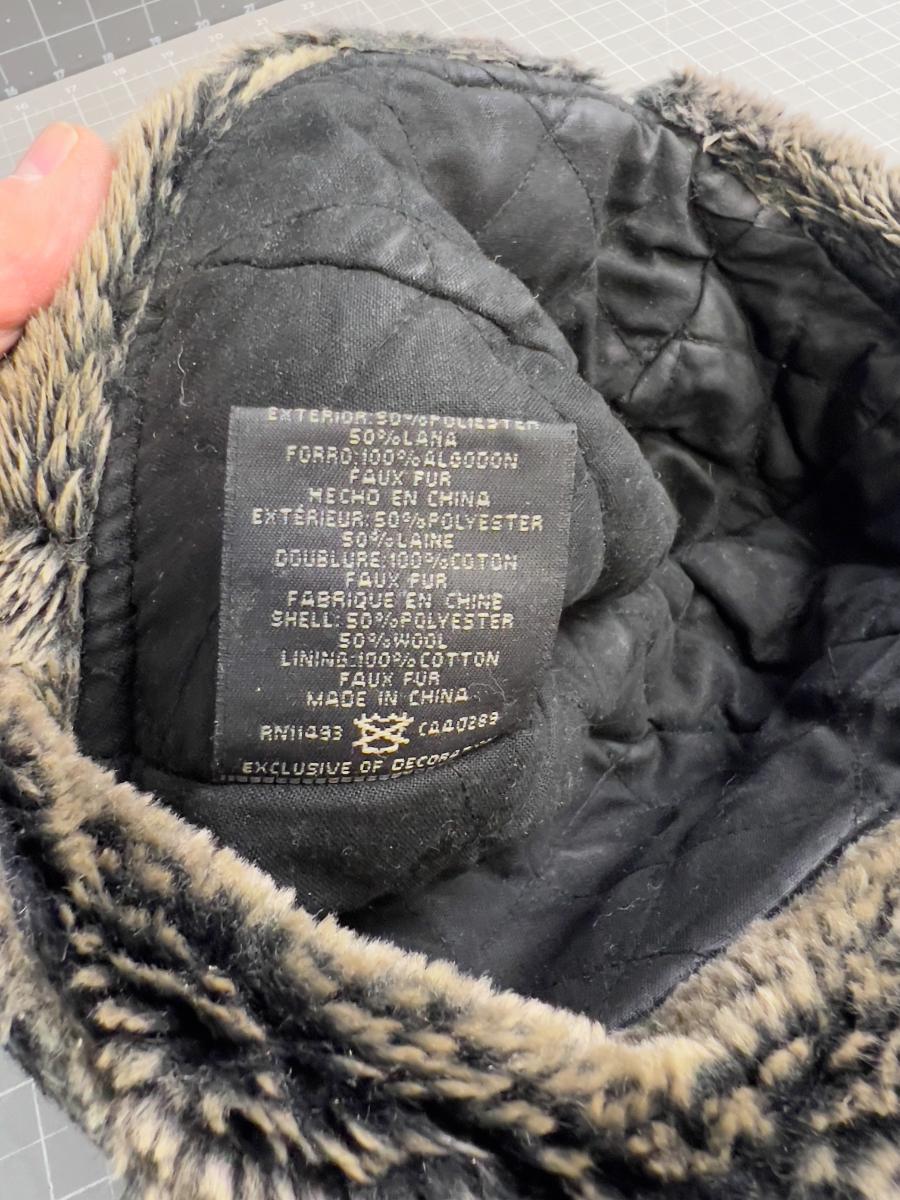 EXTERIOR: 50%POLIESTER
50%LANA
FORRO:100%ALGODON
FAUX FUR
HECHO EN CHINA
EXTÉRIEUR: 50%POLYESTER
50%LAINE
DOUBLURE:100%COTON
FAUX FUR
FABRIQUE EN CHINE
SHELL: 50%POLYESTER
50%WOOL
LINING:100%COTTON
FAUX FUR
MADE IN CHINA
RN11493 CA40289
EXCLUSIVE OF